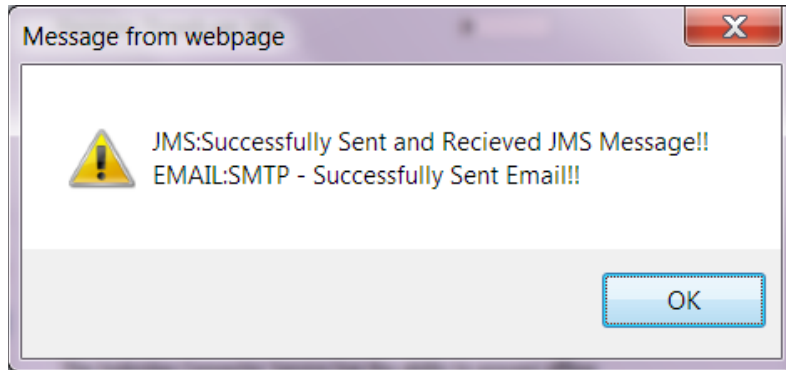 Message from webpage
JMS:Successfully Sent and Recieved JMS Message!!
EMAIL:SMTP - Successfully Sent Email!!
OK